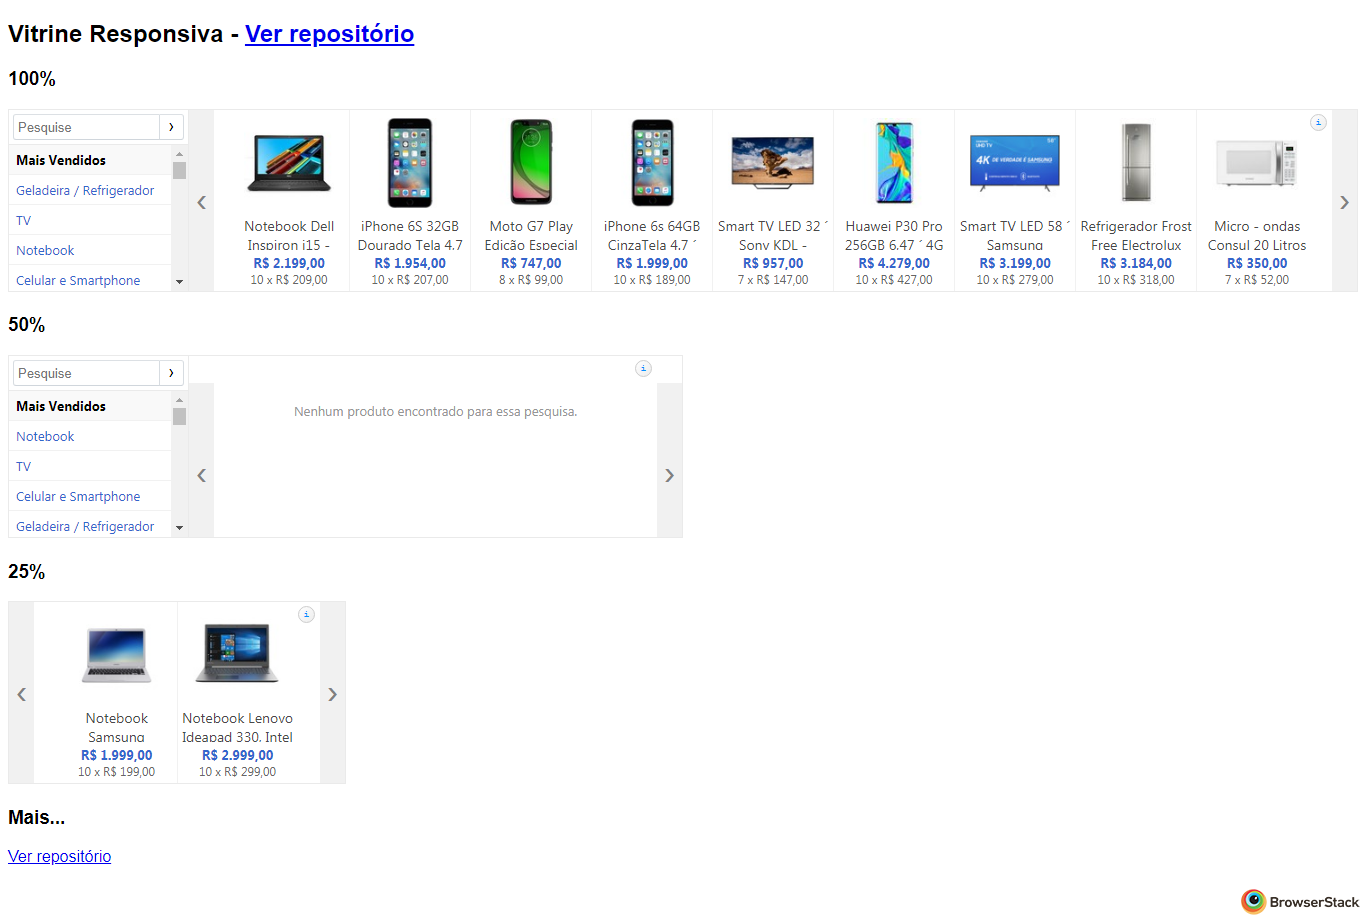 Vitrine Responsiva - Ver repositório
100%
Pesquise
Mais Vendidos
Geladeira / Refrigerador
TV
Notebook
Celular e Smartphone
Notebook Dell
Inspiron i15 -
R$ 2.199,00
10 x R$ 209,00
iPhone 6S 32GB
Dourado Tela 4.7
R$ 1.954,00
10 x R$ 207,00
Moto G7 Play
Edição Especial
R$ 747,00
8 x R$ 99,00
iPhone 6s 64GB
CinzaTela 4.7 ´
R$ 1.999,00
10 x R$ 189,00
Smart TV LED 32 ´
Sony KDL -
R$ 957,00
7 x R$ 147,00
Huawei P30 Pro
256GB 6.47 ´ 4G
R$ 4.279,00
10 x R$ 427,00
4K DE VERDADE É SAMSUNG
Smart TV LED 58 ´
Samsung
R$ 3.199,00
10 x R$ 279,00
Refrigerador Frost
Free Electrolux
R$ 3.184,00
10 x R$ 318,00
i
Micro - ondas
Consul 20 Litros
R$ 350,00
7 x R$ 52,00
50%
Pesquise
Mais Vendidos
Notebook
TV
Celular e Smartphone
Geladeira / Refrigerador
i
Nenhum produto encontrado para essa pesquisa.
25%
Notebook
Samsung
R$ 1.999,00
10 x R$ 199,00
i
Notebook Lenovo
Ideapad 330, Intel
R$ 2.999,00
10 x R$ 299,00
Mais...
Ver repositório
BrowserStack